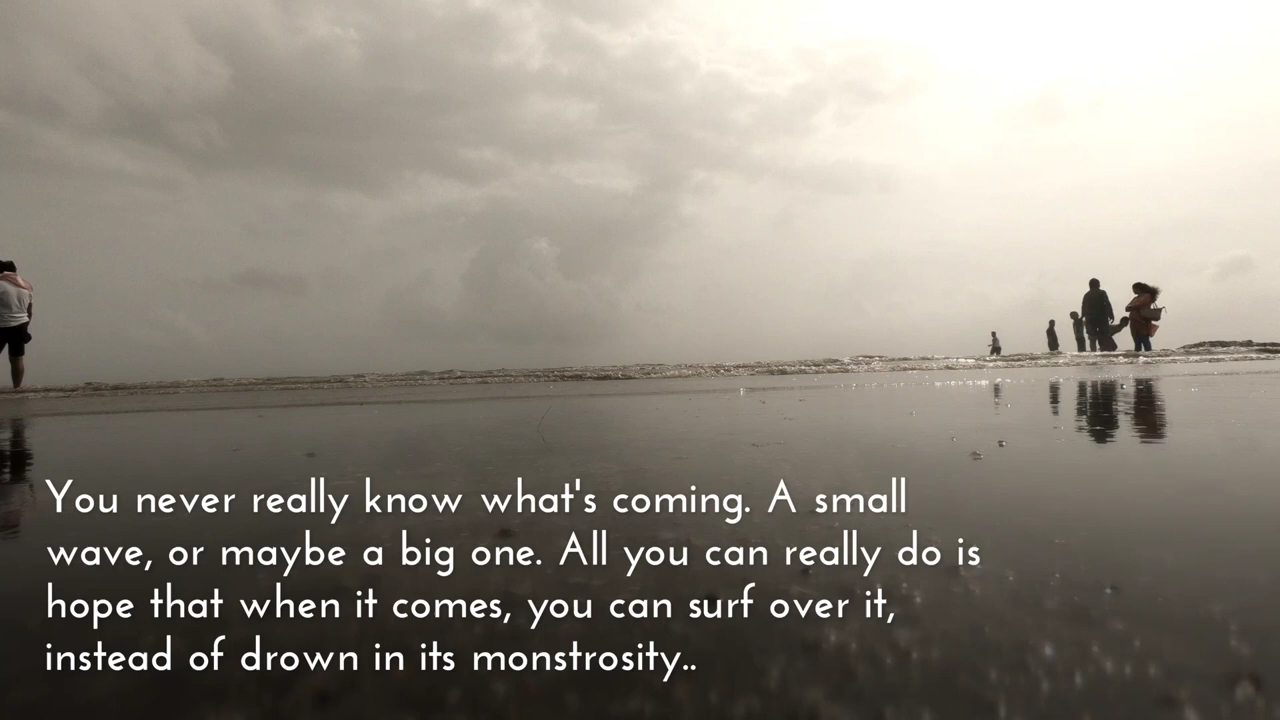 You never really know what's coming. A small
wave, or maybe a big one. All you can really do is
hope that when it comes, you can surf over it,
instead of drown in its monstrosity..